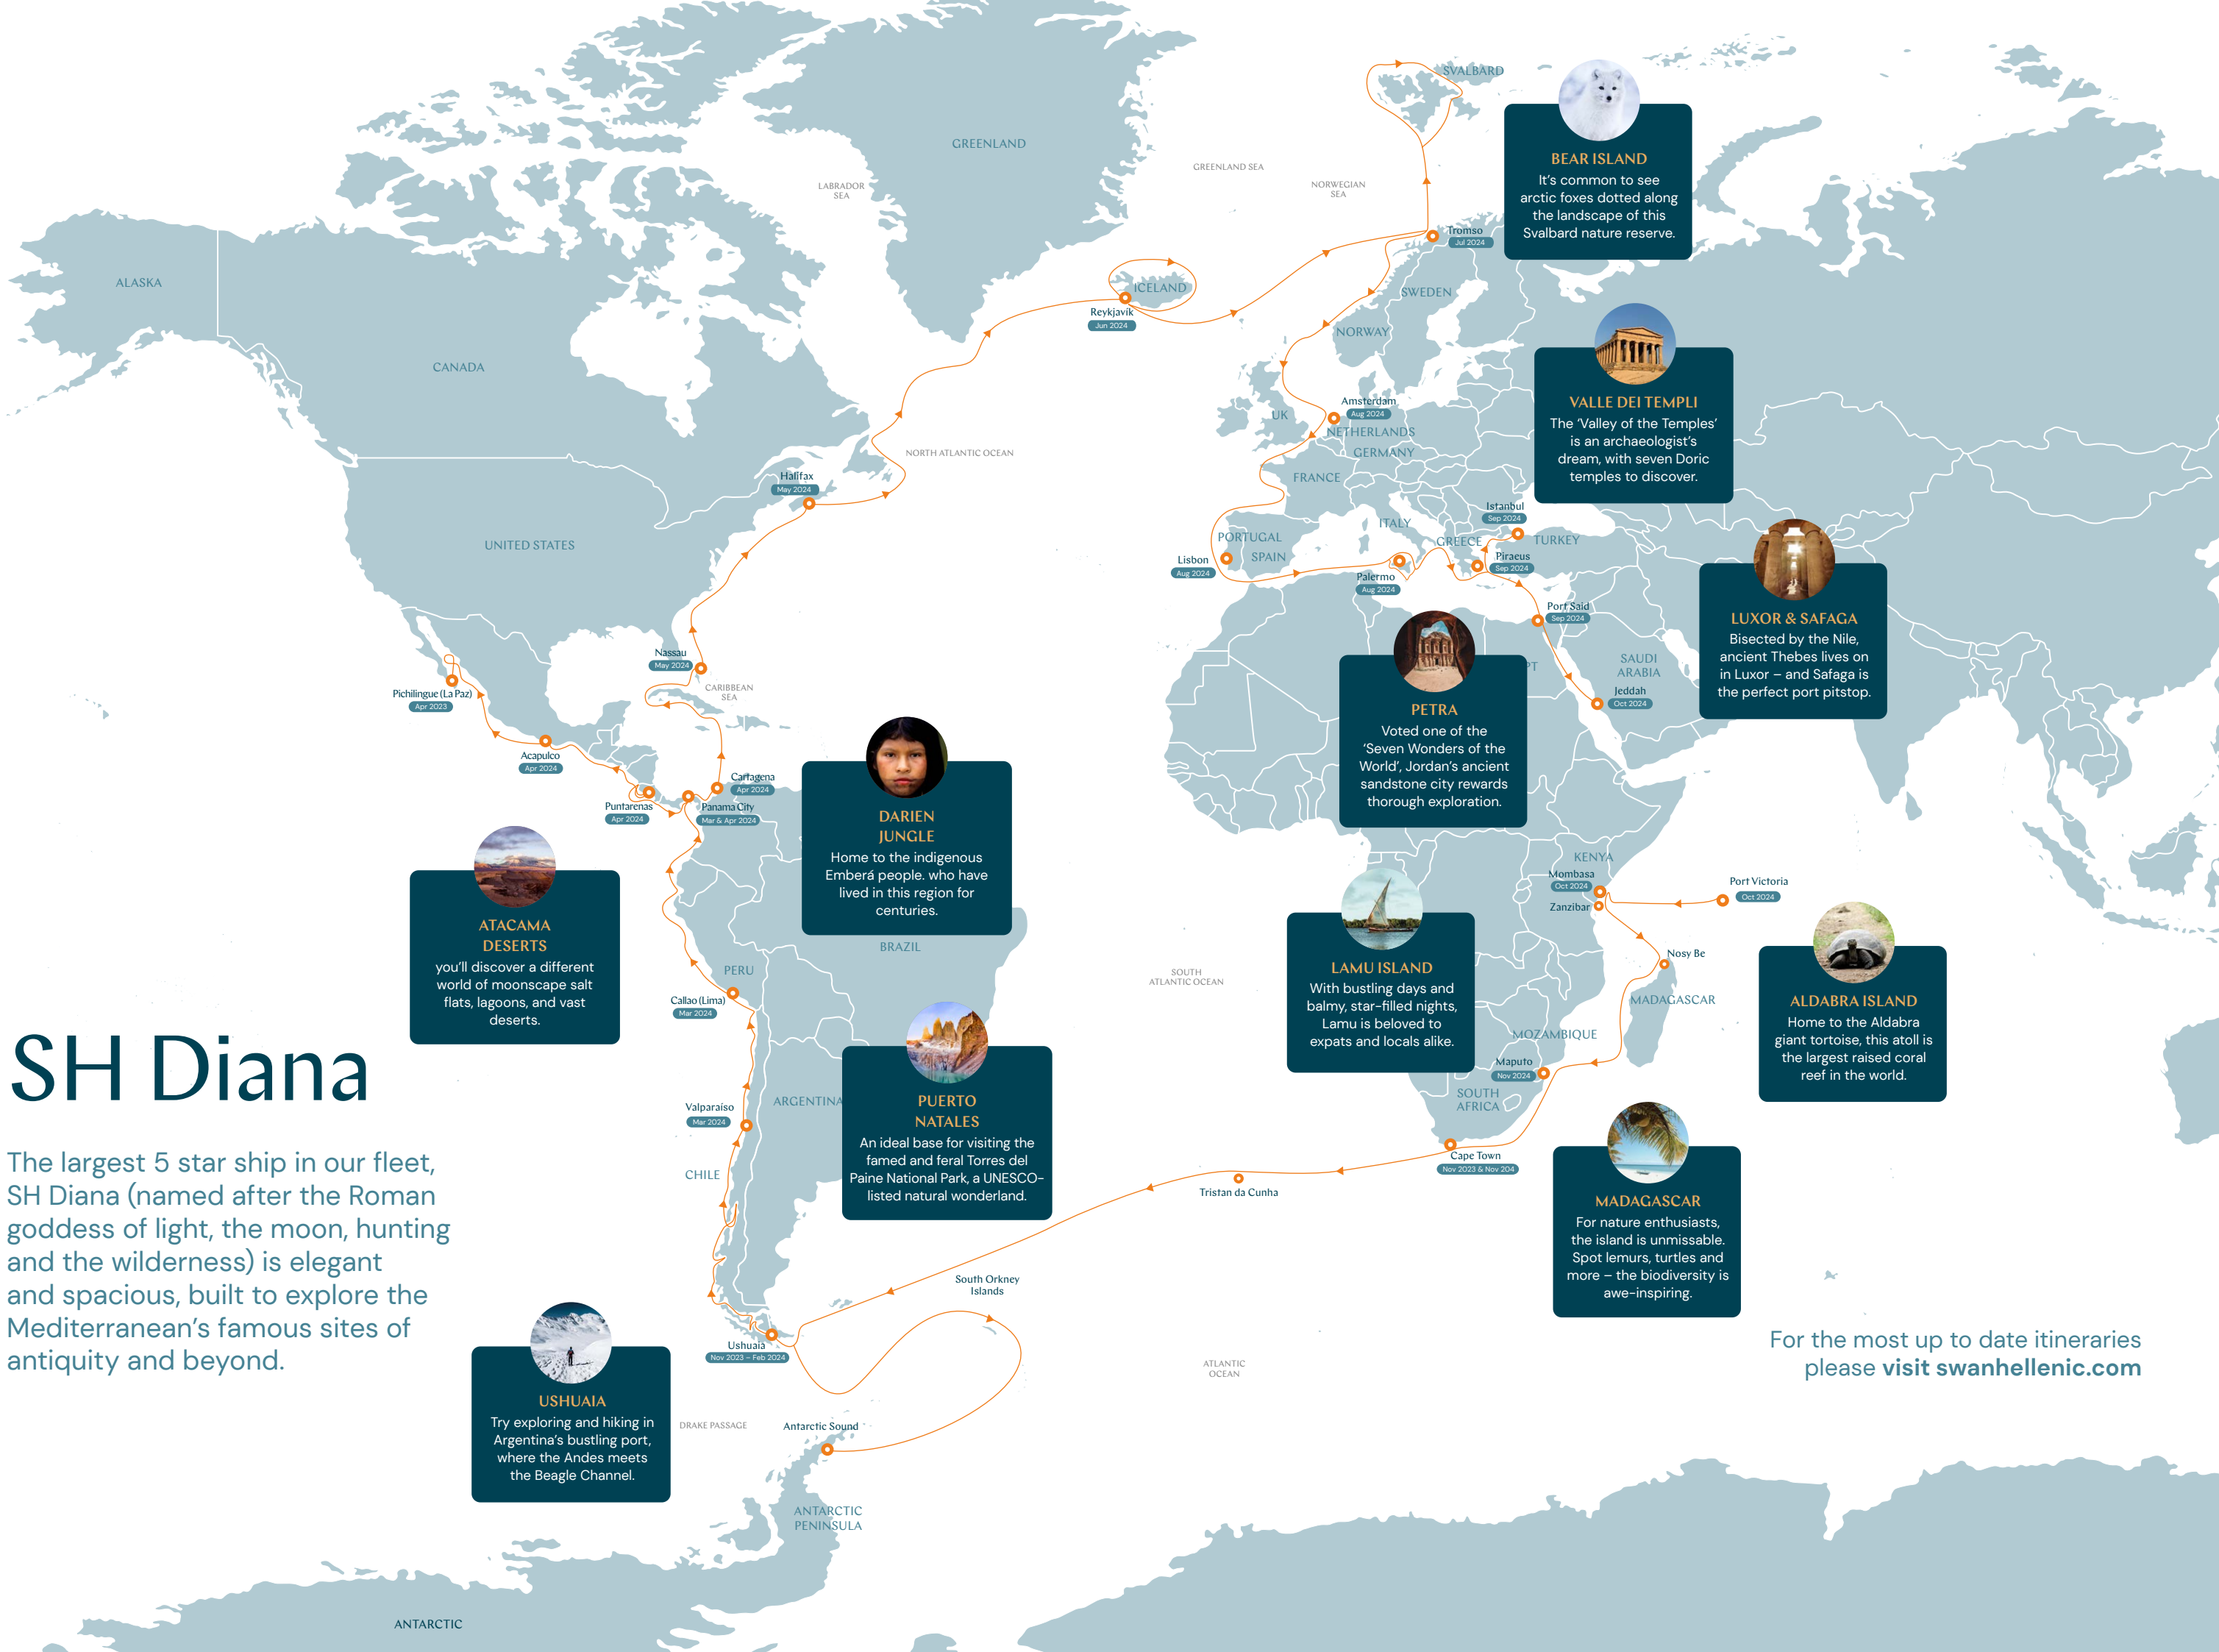 SVALBARD
GREENLAND
GREENLAND SEA
LABRADOR
SEA
NORWEGIAN
SEA
BEAR ISLAND
It's common to see
arctic foxes dotted along
the landscape of this
Svalbard nature reserve.
Tromso
Jul 2024
ALASKA
ICELAND
Reykjavík
Jun 2024
SWEDEN
NORWAY
CANADA
VALLE DEI TEMPLI
The ‘Valley of the Temples’
is an archaeologist’s
dream, with seven Doric
temples to discover.
Amsterdam
Aug 2024
UK
NETHERLANDS
GERMANY
NORTH ATLANTIC OCEAN
FRANCE
Halifax
May 2024
Istanbul
Sep 2024
ITALY
PORTUGAL
SPAIN
GREECE
TURKEY
UNITED STATES
Lisbon
Aug 2024
Piraeus
Sep 2024
Palermo
Aug 2024
Port Said
Sep 2024
LUXOR & SAFAGA
Bisected by the Nile,
ancient Thebes lives on
in Luxor – and Safaga is
the perfect port pitstop.
Nassau
May 2024
PT
SAUDI
ARABIA
CARIBBEAN
SEA
Pichilingue (La Paz)
Apr 2023
Jeddah
Oct 2024
PETRA
Voted one of the
‘Seven Wonders of the
World’, Jordan’s ancient
sandstone city rewards
thorough exploration.
Acapulco
Apr 2024
Cartagena
Apr 2024
Puntarenas
Apr 2024
Panama City
Mar & Apr 2024
DARIEN
JUNGLE
Home to the indigenous
Emberá people. who have
lived in this region for
centuries.
KENYA
Mombasa
Oct 2024
Zanzibar
Port Victoria
Oct 2024
ATACAMA
DESERTS
you’ll discover a different
world of moonscape salt
flats, lagoons, and vast
deserts.
BRAZIL
PERU
SOUTH
ATLANTIC OCEAN
LAMU ISLAND
With bustling days and
balmy, star-filled nights,
Lamu is beloved to
expats and locals alike.
Nosy Be
MADAGASCAR
ALDABRA ISLAND
Home to the Aldabra
giant tortoise, this atoll is
the largest raised coral
reef in the world.
Callao (Lima)
Mar 2024
MOZAMBIQUE
Maputo
Nov 2024
SOUTH
AFRICA
SH Diana
The largest 5 star ship in our fleet,
SH Diana (named after the Roman
goddess of light, the moon, hunting
and the wilderness) is elegant
and spacious, built to explore the
Mediterranean’s famous sites of
antiquity and beyond.
Valparaíso
Mar 2024
ARGENTINA
PUERTO
NATALES
An ideal base for visiting the
famed and feral Torres del
Paine National Park, a UNESCO-
listed natural wonderland.
CHILE
Cape Town
Nov 2023 & Nov 204
Tristan da Cunha
MADAGASCAR
For nature enthusiasts,
the island is unmissable.
Spot lemurs, turtles and
more – the biodiversity is
awe-inspiring.
South Orkney
Islands
Ushuaia
Nov 2023 – Feb 2024
ATLANTIC
OCEAN
For the most up to date itineraries
please visit swanhellenic.com
USHUAIA
Try exploring and hiking in
Argentina’s bustling port,
where the Andes meets
the Beagle Channel.
DRAKE PASSAGE
Antarctic Sound
ANTARCTIC
PENINSULA
ANTARCTIC